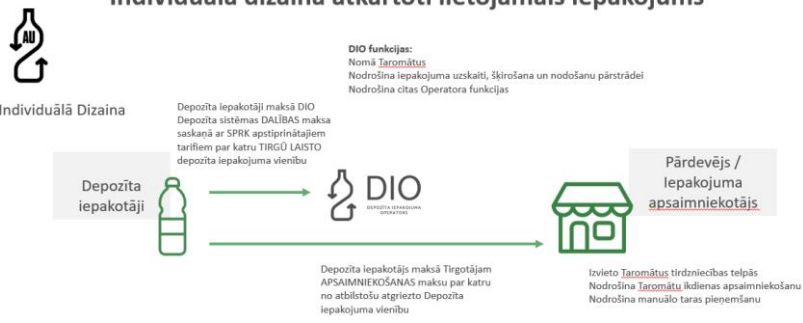 Individuāla dizaina atkārtoti lietojamais iepakojums
AU
Individuālā Dizaina
DIO funkcijas:
Nomā Taromātus
Nodrošina iepakojuma uzskaiti, šķirošana un nodošanu pārstrādei
Nodrošina citas Operatora funkcijas
Depozīta iepakotāji maksā DIO
Depozīta sistēmas DALĪBAS maksa
saskaņā ar SPRK apstiprinātajiem
tarifiem par katru TIRGŪ LAISTO
depozīta iepakojuma vienību
Depozīta
iepakotāji
DIO
DEPOZĪTA IEPAKOJUMA
OPERATORS
Pārdevējs /
Iepakojuma
apsaimniekotājs
Depozīta iepakotājs maksā Tirgotājam
APSAIMNIEKOŠANAS maksu par katru
no atbilstošu atgriezto Depozīta
iepakojuma vienību
Izvieto Taromātus tirdzniecības telpās
Nodrošina Taromātu ikdienas apsaimniekošanu
Nodrošina manuālo taras pieņemšanu